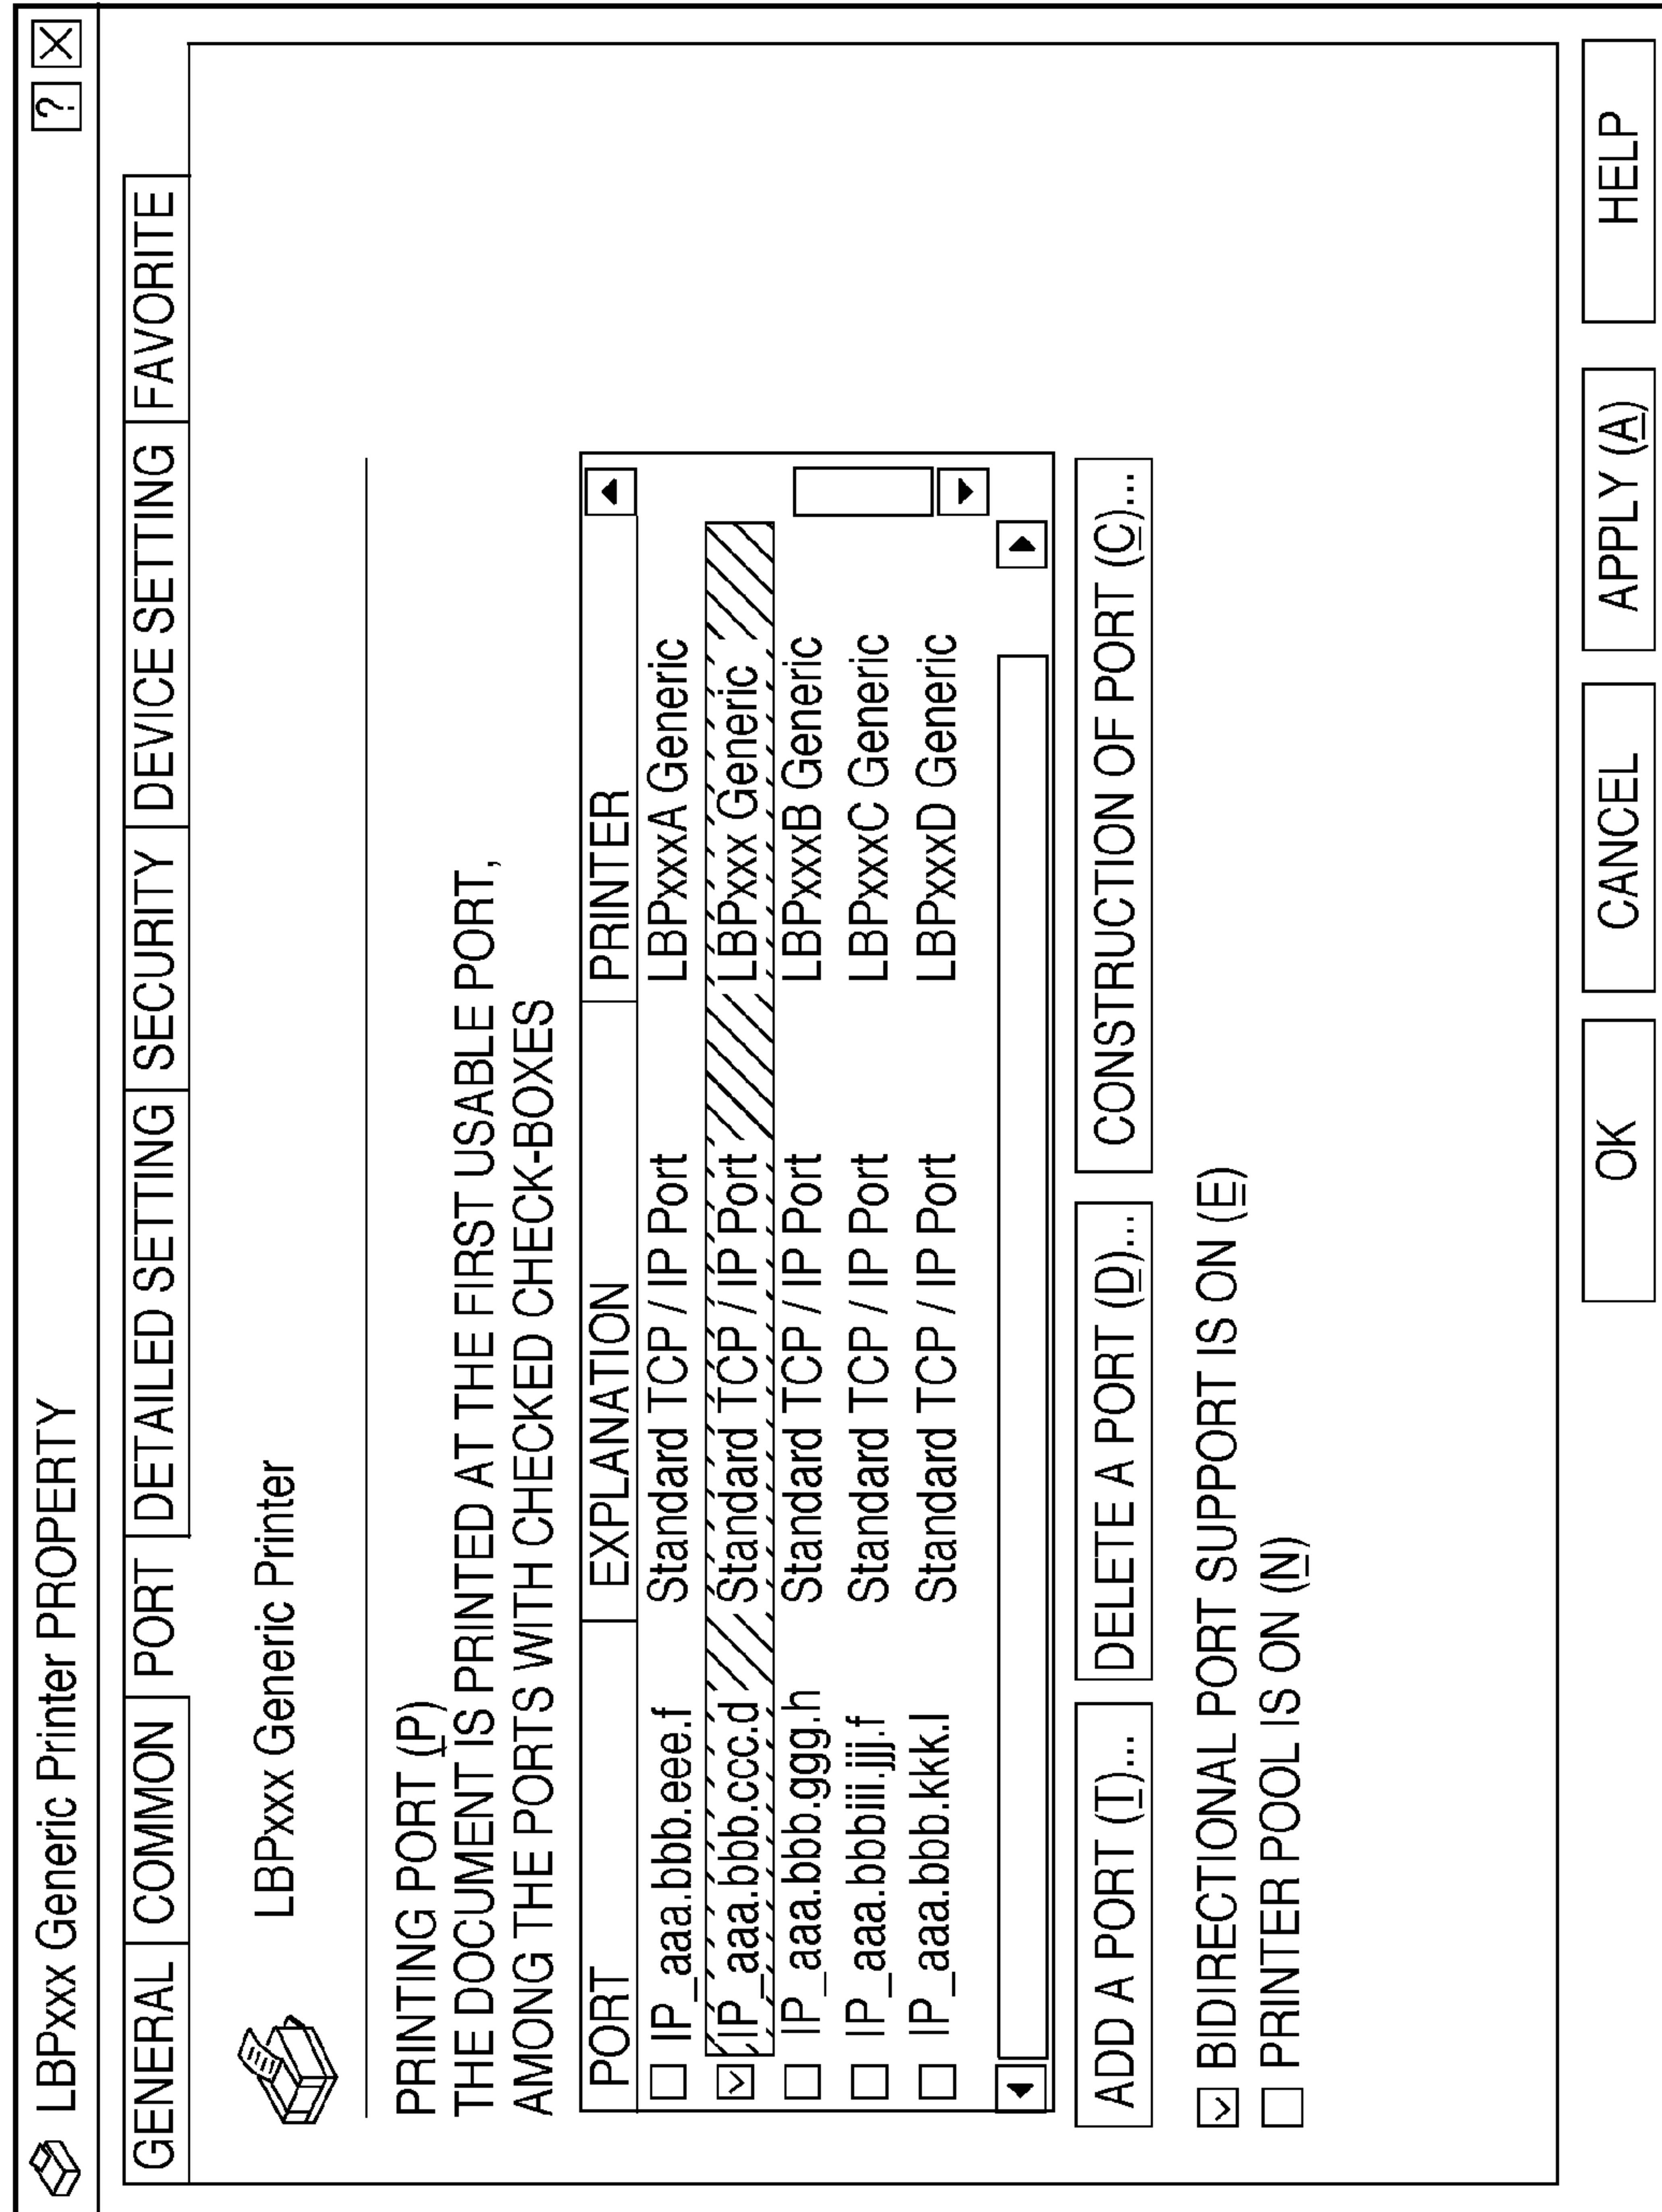 LBPxxx Generic Printer PROPERTY ? X
GENERAL COMMON PORT DETAILED SETTING SECURITY DEVICE SETTING FAVORITE
LBPxxx Generic Printer
PRINTING PORT (P)
THE DOCUMENT IS PRINTED AT THE FIRST USABLE PORT,
AMONG THE PORTS WITH CHECKED CHECK-BOXES
PORT EXPLANATION PRINTER
IP_aaa.bbb.eee.f Standard TCP / IP Port LBPxxxA Generic
IP_aaa.bbb.ccc.d Standard TCP / IP Port LBPxxx Generic
IP_aaa.bbb.ggg.h Standard TCP / IP Port LBPxxxB Generic
IP_aaa.bbbiii.jjj.f Standard TCP / IP Port LBPxxxC Generic
IP_aaa.bbb.kkk.l Standard TCP / IP Port LBPxxxD Generic
ADD A PORT (T)... DELETE A PORT (D)... CONSTRUCTION OF PORT (C)...
BIDIRECTIONAL PORT SUPPORT IS ON (E)
PRINTER POOL IS ON (N)
OK CANCEL APPLY (A) HELP